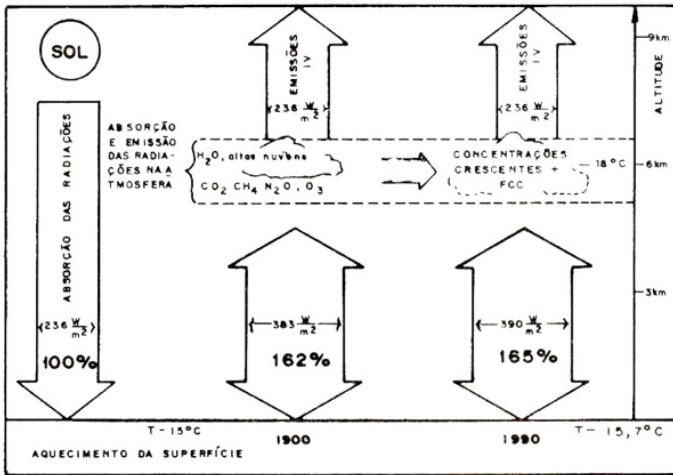 SOL
ABSORÇÃO DAS RADIAÇÕES
236 W/m²
100%
ABSORÇÃO
E EMISSÃO
DAS RADIA-
ÇÕES NA A
TMOSFERA
EMISSÕES
IV
236 W/m²
H₂O, altas nuvens
CO₂ CH₄ N₂O, O₃
383 W/m²
162%
EMISSÕES
IV
236 W/m²
CONCENTRAÇÕES
CRESCENTES +
FCC
390 W/m²
165%
9km
ALTITUDE
-18°C
6km
3km
T-15°C
1900
1990
T-15,7°C
AQUECIMENTO DA SUPERFÍCIE